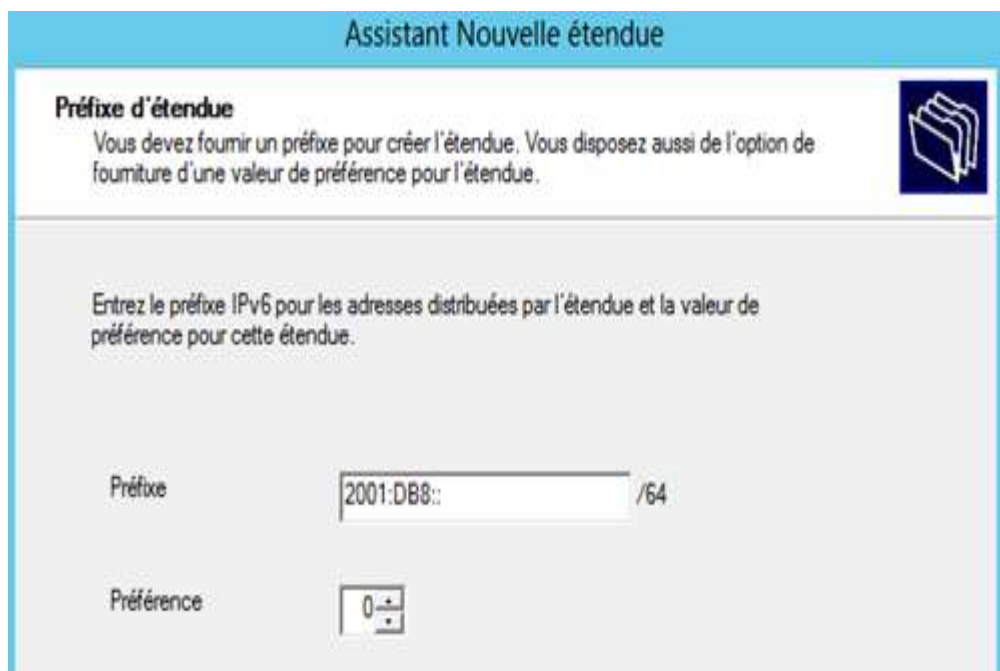 Assistant Nouvelle étendue
Préfixe d'étendue
Vous devez fournir un préfixe pour créer l'étendue. Vous disposez aussi de l'option de
fourniture d'une valeur de préférence pour l'étendue.
Entrez le préfixe IPv6 pour les adresses distribuées par l'étendue et la valeur de
préférence pour cette étendue.
Préfixe 2001:DB8:: /64
Préférence 0